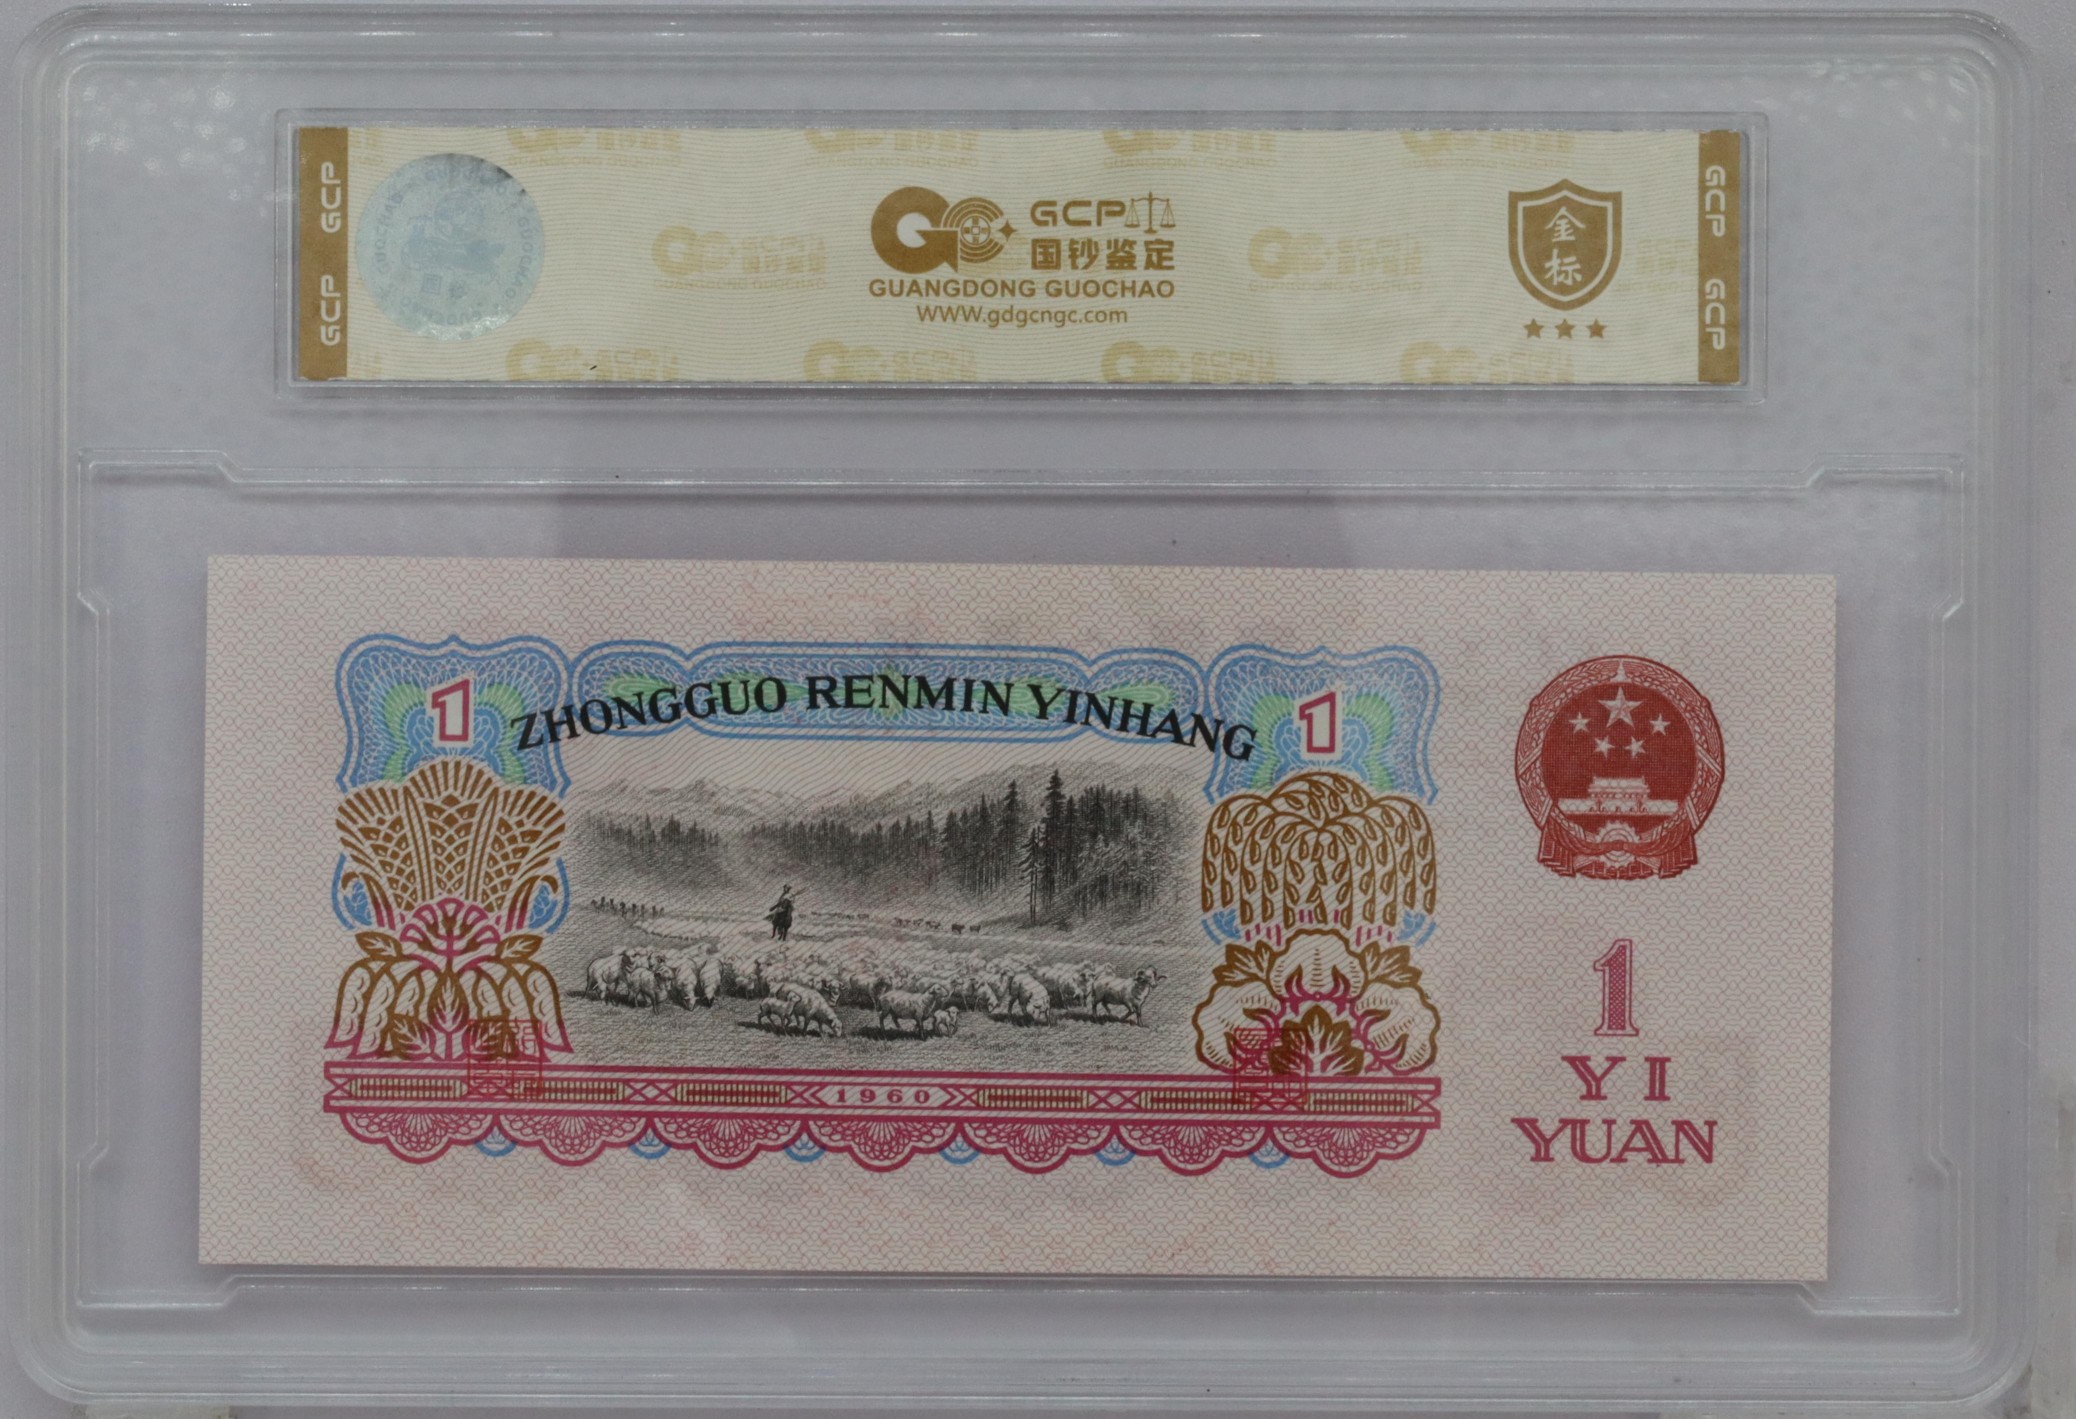 GCP GCP
GCP
国钞鉴定
GUANGDONG GUOCHAO
WWW.gdgcngc.com
金
标
GCP GCP
ZHONGGUO RENMIN YINHANG
1
1
1960
1
YI
YUAN